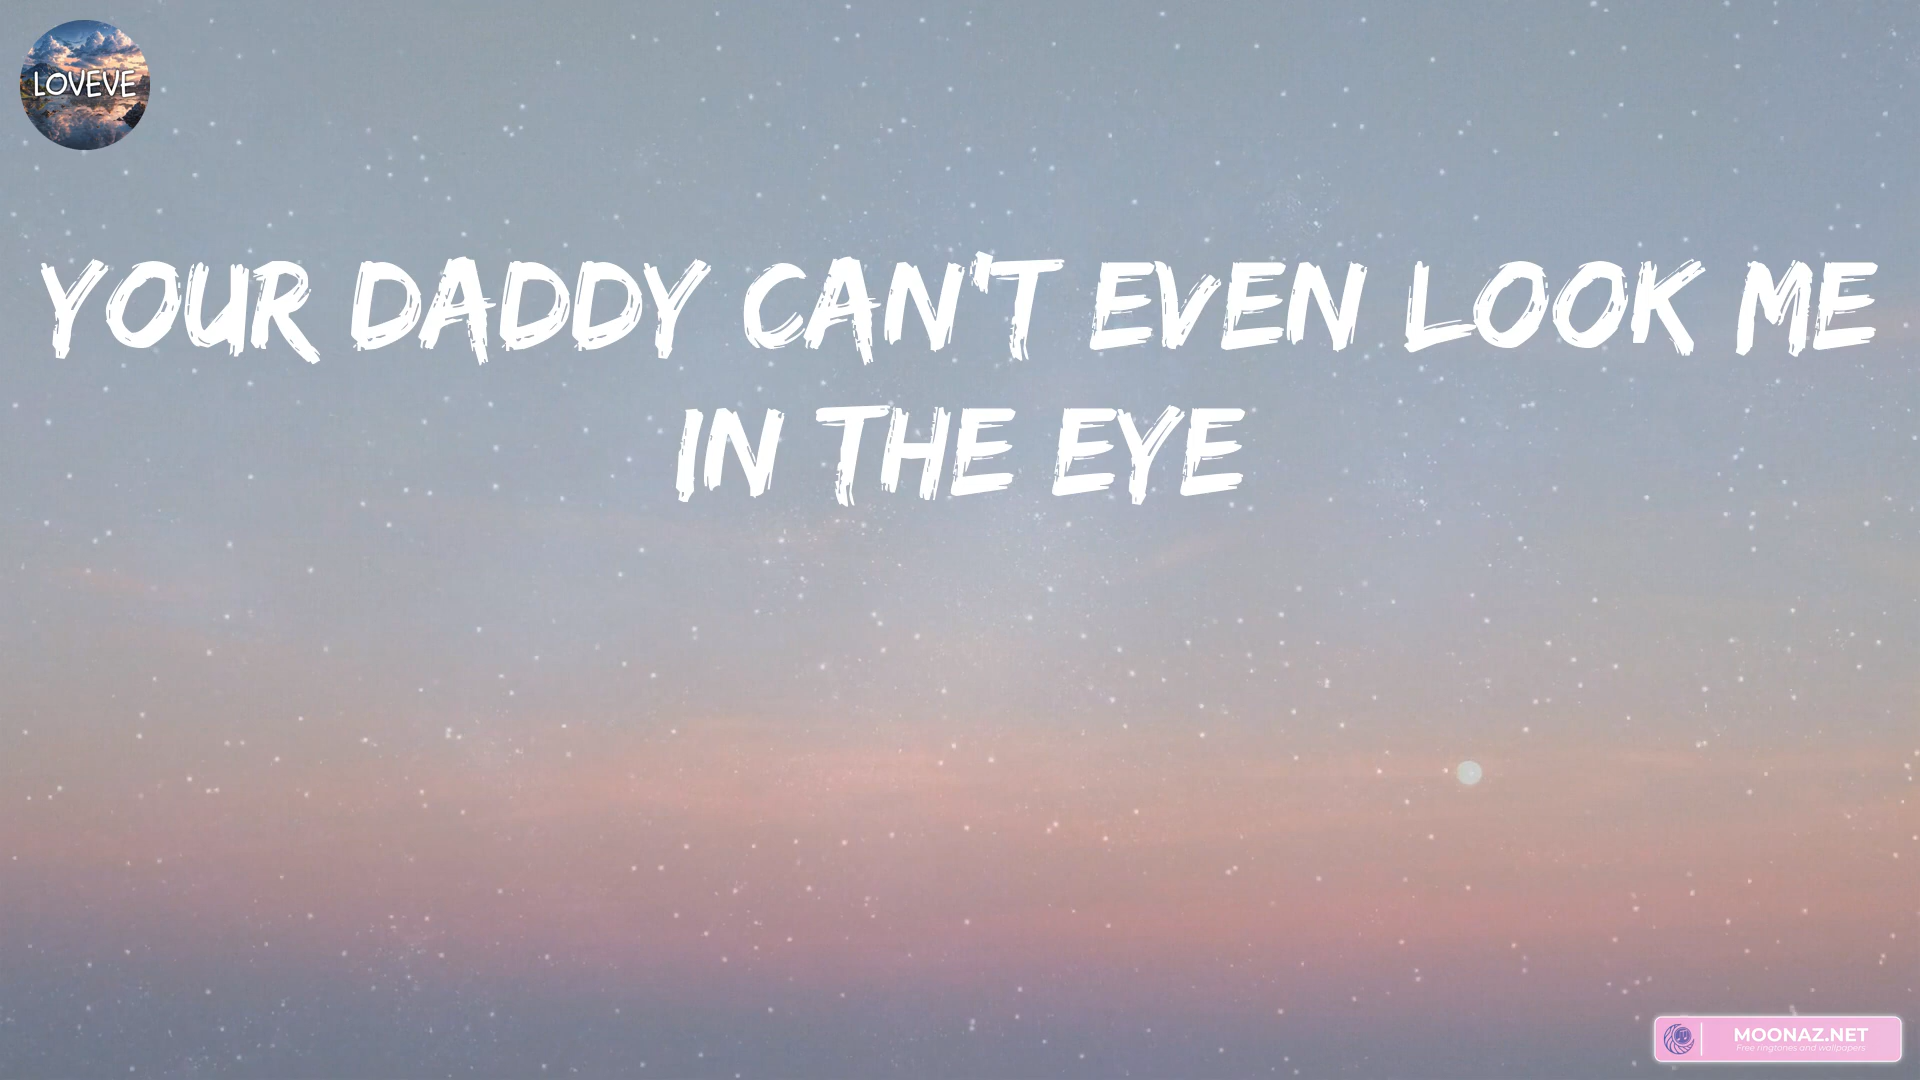 LOVEVE
YOUR DADDY CAN'T EVEN LOOK ME
IN THE EYE
MOONAZ.NET
Free ringtones and wallpapers